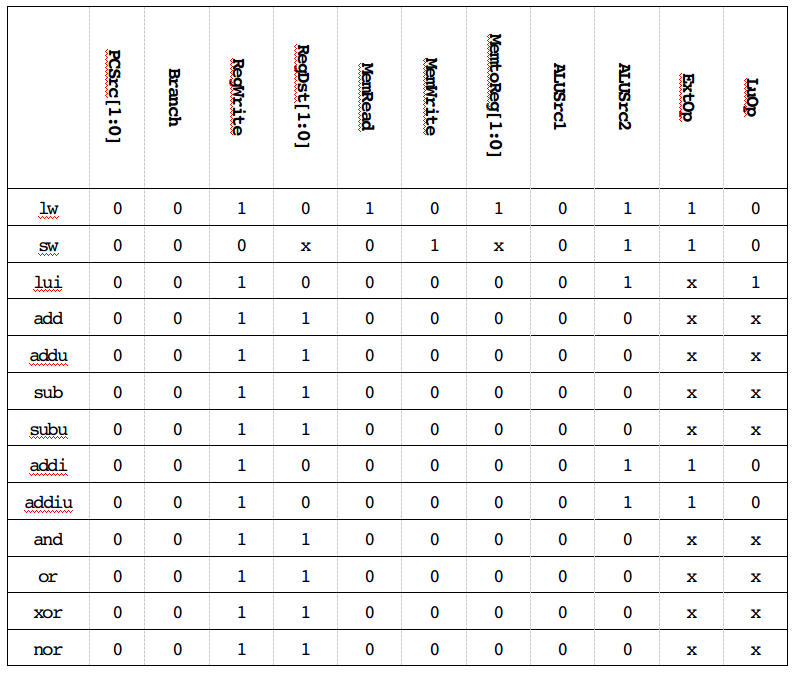 PCSrc[1:0] Branch RegWrite RegDst[1:0] MemRead MemWrite MemtoReg[1:0] ALUSrc1 ALUSrc2 ExtOp LuOp
lw 0 0 1 0 1 0 1 0 1 1 0
sw 0 0 0 x 0 1 x 0 1 1 0
lui 0 0 1 0 0 0 0 0 1 x 1
add 0 0 1 1 0 0 0 0 0 x x
addu 0 0 1 1 0 0 0 0 0 x x
sub 0 0 1 1 0 0 0 0 0 x x
subu 0 0 1 1 0 0 0 0 0 x x
addi 0 0 1 0 0 0 0 0 1 1 0
addiu 0 0 1 0 0 0 0 0 1 1 0
and 0 0 1 1 0 0 0 0 0 x x
or 0 0 1 1 0 0 0 0 0 x x
xor 0 0 1 1 0 0 0 0 0 x x
nor 0 0 1 1 0 0 0 0 0 x x